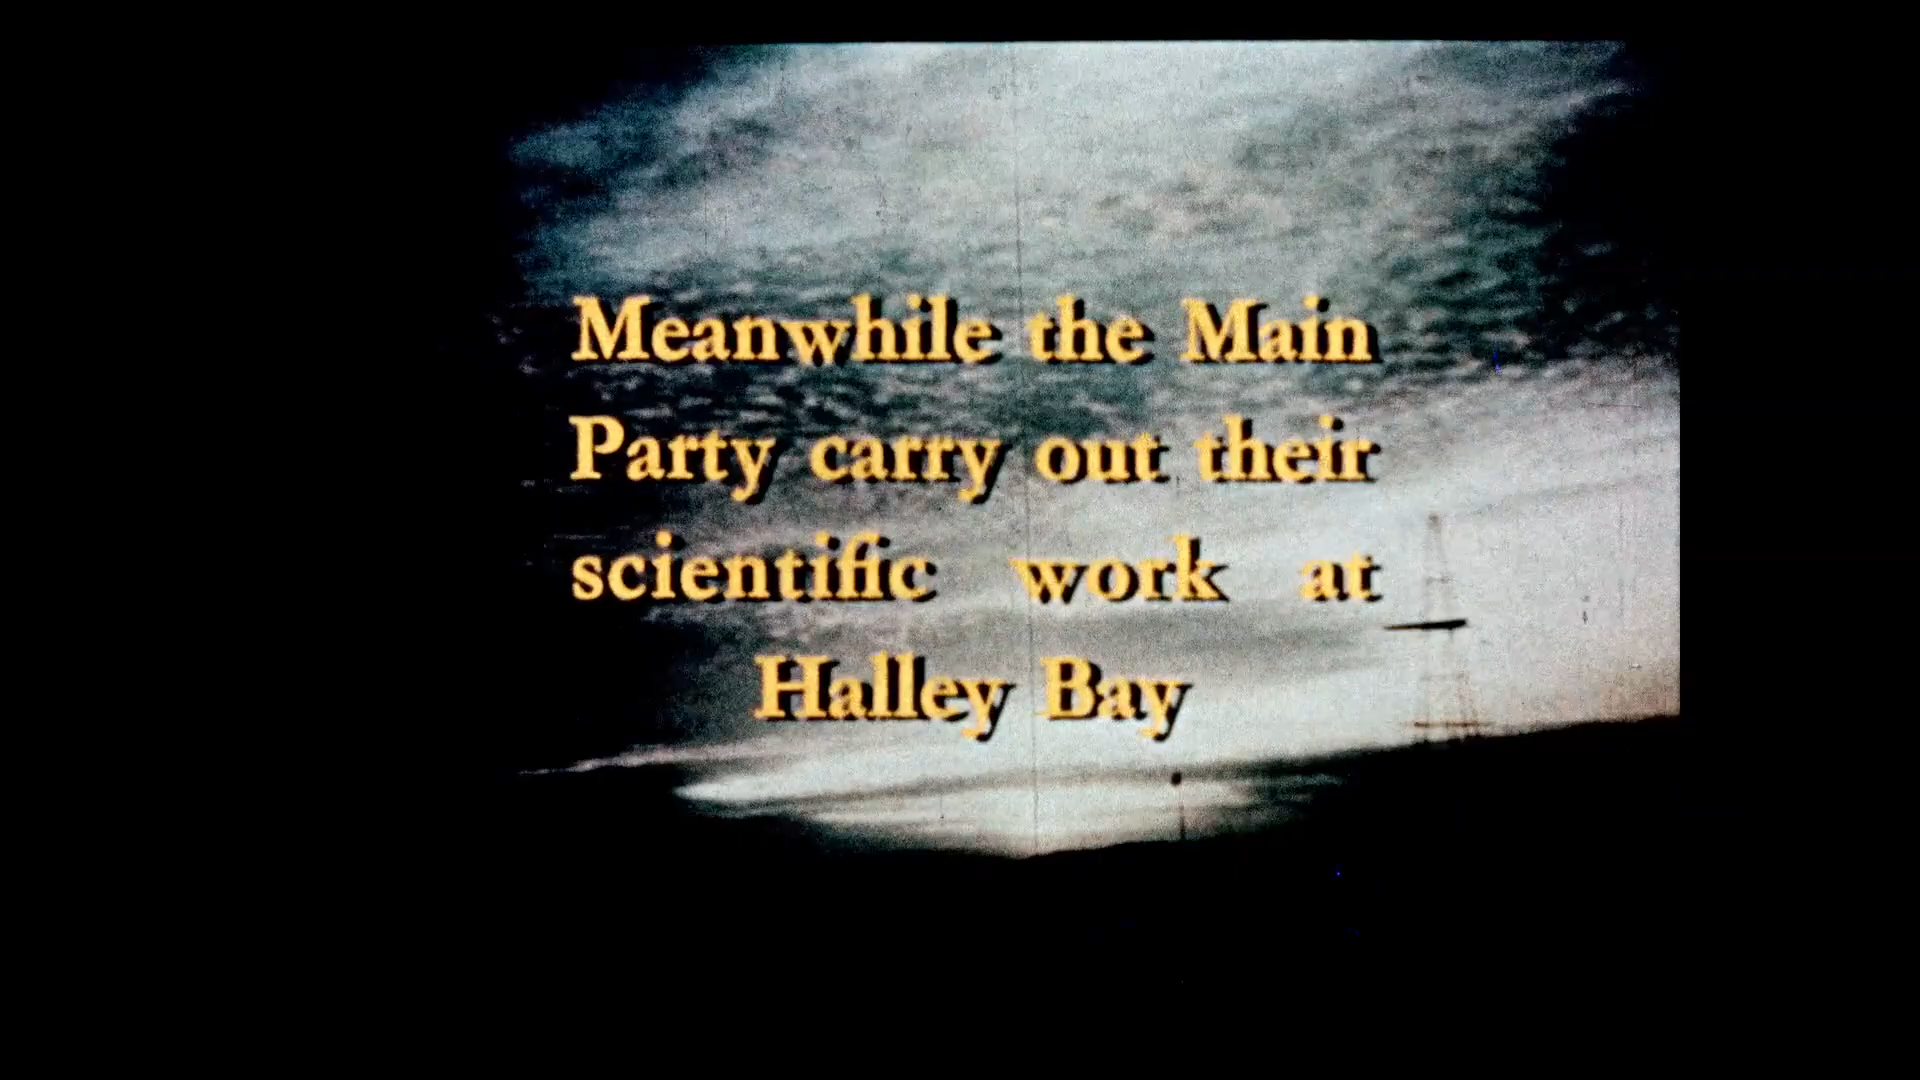 Meanwhile the Main
Party carry out their
scientific work at
Halley Bay